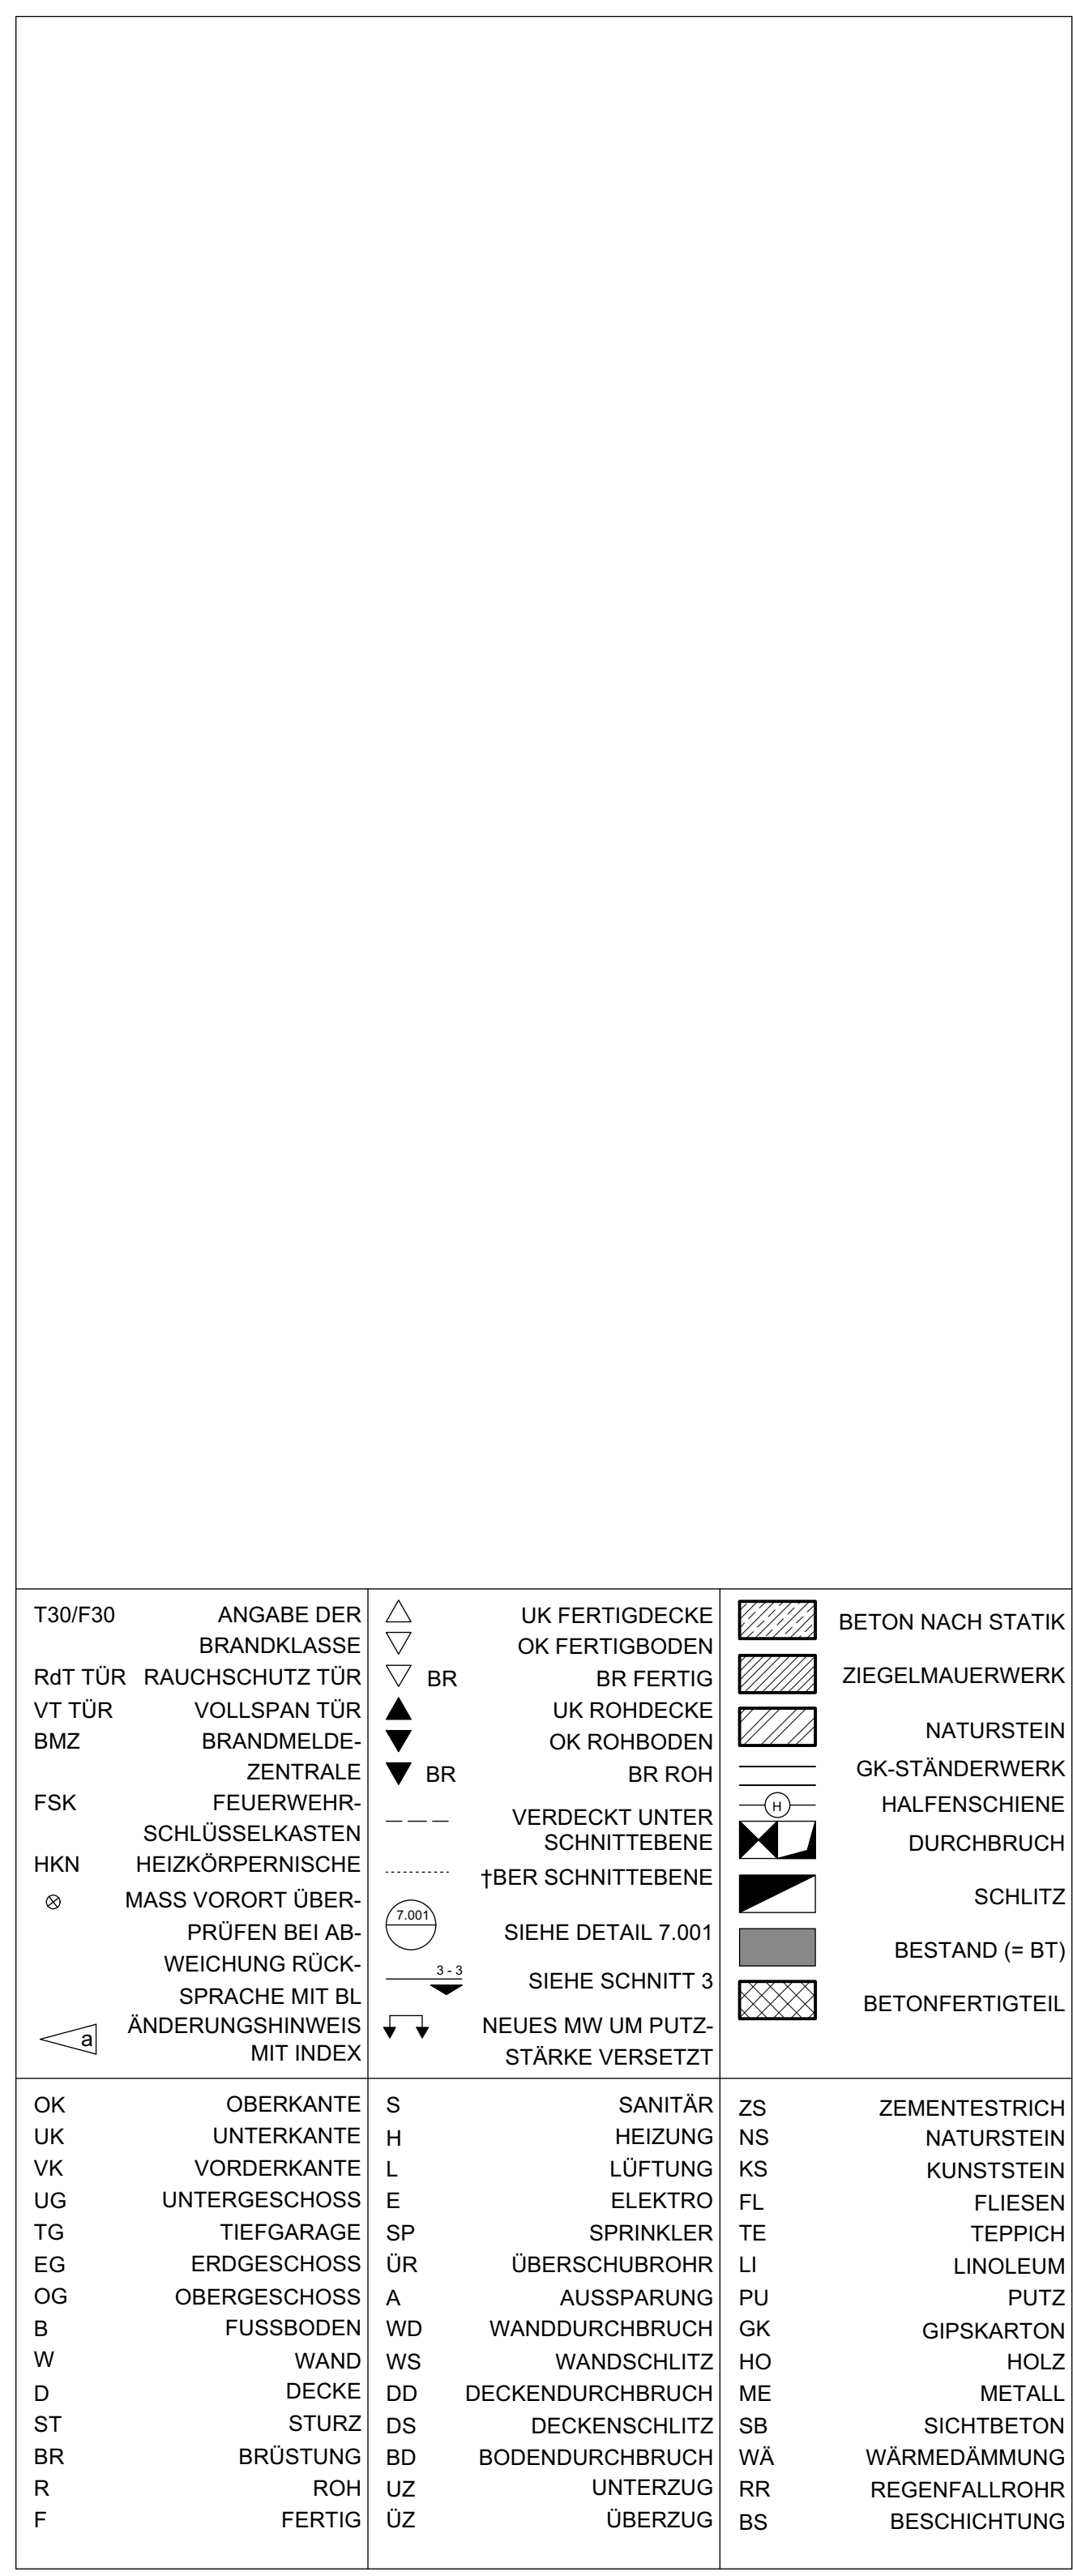 T30/F30 ANGABE DER
BRANDKLASSE
RdT TÜR RAUCHSCHUTZ TÜR
VT TÜR VOLLSPAN TÜR
BMZ BRANDMELDE-
ZENTRALE
FSK FEUERWEHR-
SCHLÜSSELKASTEN
HKN HEIZKÖRPERNISCHE
MASS VORORT ÜBER-
PRÜFEN BEI AB-
WEICHUNG RÜCK-
SPRACHE MIT BL
ÄNDERUNGSHINWEIS
a MIT INDEX
UK FERTIGDECKE
OK FERTIGBODEN
BR BR FERTIG
UK ROHDECKE
OK ROHBODEN
BR BR ROH
VERDECKT UNTER
SCHNITTEBENE
†BER SCHNITTEBENE
7.001 SIEHE DETAIL 7.001
3 - 3 SIEHE SCHNITT 3
NEUES MW UM PUTZ-
STÄRKE VERSETZT
BETON NACH STATIK
ZIEGELMAUERWERK
NATURSTEIN
GK-STÄNDERWERK
H HALFENSCHIENE
DURCHBRUCH
SCHLITZ
BESTAND (= BT)
BETONFERTIGTEIL
OK OBERKANTE
UK UNTERKANTE
VK VORDERKANTE
UG UNTERGESCHOSS
TG TIEFGARAGE
EG ERDGESCHOSS
OG OBERGESCHOSS
B FUSSBODEN
W WAND
D DECKE
ST STURZ
BR BRÜSTUNG
R ROH
F FERTIG
S SANITÄR
H HEIZUNG
L LÜFTUNG
E ELEKTRO
SP SPRINKLER
ÜR ÜBERSCHUBROHR
A AUSSPARUNG
WD WANDDURCHBRUCH
WS WANDSCHLITZ
DD DECKENDURCHBRUCH
DS DECKENSCHLITZ
BD BODENDURCHBRUCH
UZ UNTERZUG
ÜZ ÜBERZUG
ZS ZEMENTESTRICH
NS NATURSTEIN
KS KUNSTSTEIN
FL FLIESEN
TE TEPPICH
LI LINOLEUM
PU PUTZ
GK GIPSKARTON
HO HOLZ
ME METALL
SB SICHTBETON
WÄ WÄRMEDÄMMUNG
RR REGENFALLROHR
BS BESCHICHTUNG